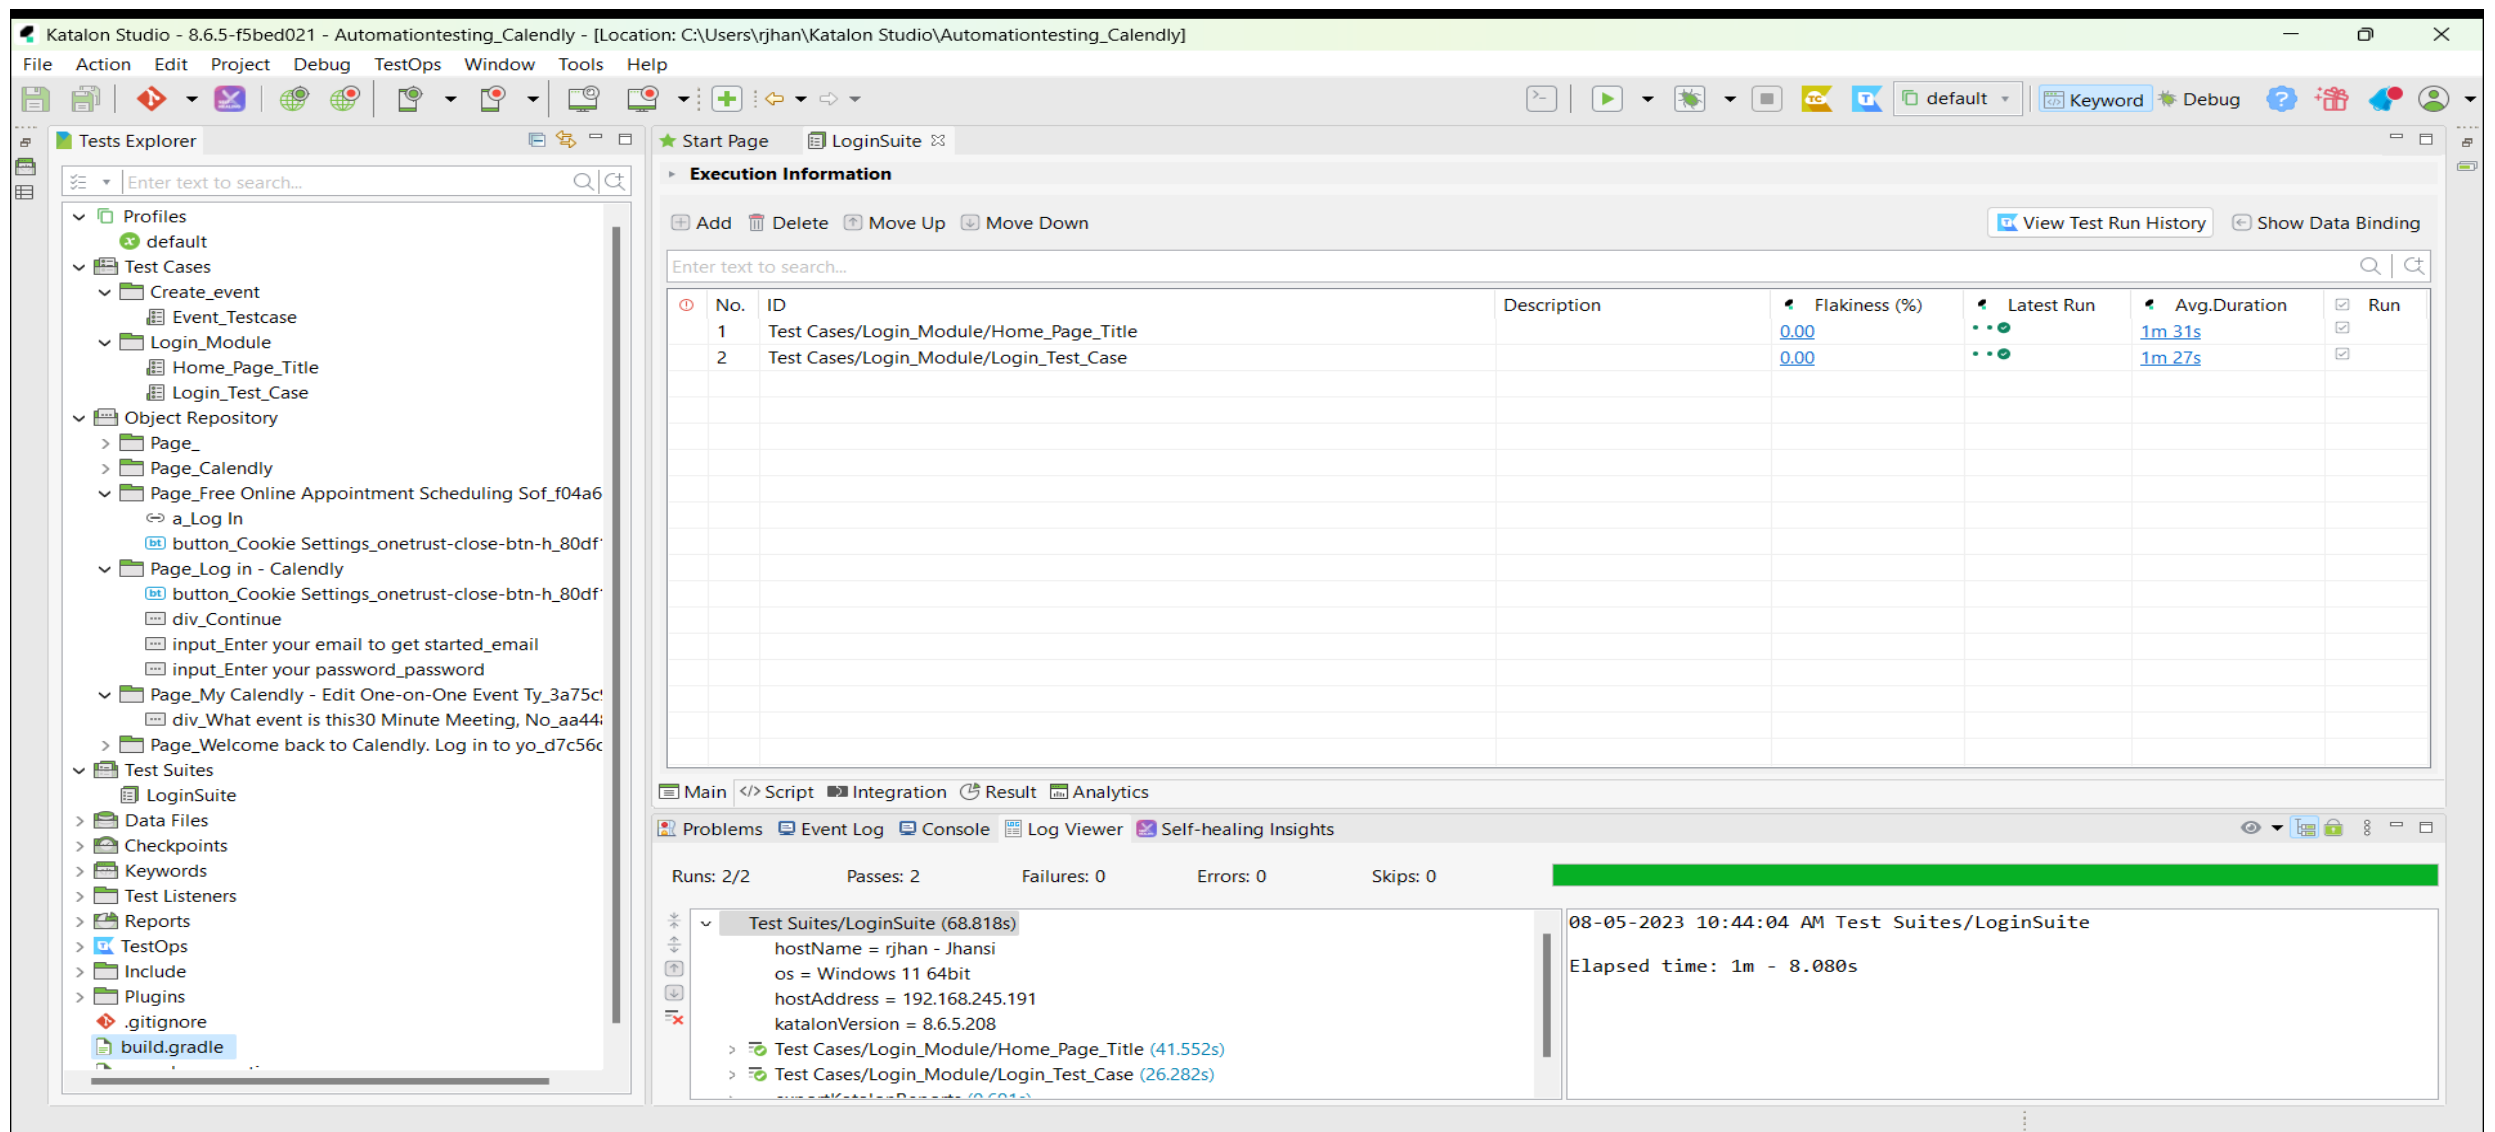 Katalon Studio - 8.6.5-f5bed021 - Automationtesting_Calendly - [Location: C:\Users\rjhan\Katalon Studio\Automationtesting_Calendly]
File Action Edit Project Debug TestOps Window Tools Help
default Keyword Debug
Tests Explorer
Enter text to search...
Profiles
default
Test Cases
Create_event
Event_Testcase
Login_Module
Home_Page_Title
Login_Test_Case
Object Repository
Page_
Page_Calendly
Page_Free Online Appointment Scheduling Sof_f04a6
a_Log In
button_Cookie Settings_onetrust-close-btn-h_80df
Page_Log in - Calendly
button_Cookie Settings_onetrust-close-btn-h_80df
div_Continue
input_Enter your email to get started_email
input_Enter your password_password
Page_My Calendly - Edit One-on-One Event Ty_3a75c
div_What event is this30 Minute Meeting, No_aa44
Page_Welcome back to Calendly. Log in to yo_d7c56c
Test Suites
LoginSuite
Data Files
Checkpoints
Keywords
Test Listeners
Reports
TestOps
Include
Plugins
.gitignore
build.gradle
Start Page LoginSuite
Execution Information
Add Delete Move Up Move Down View Test Run History Show Data Binding
Enter text to search...
No. ID Description Flakiness (%) Latest Run Avg.Duration Run
1 Test Cases/Login_Module/Home_Page_Title 0.00 1m 31s
2 Test Cases/Login_Module/Login_Test_Case 0.00 1m 27s
Main Script Integration Result Analytics
Problems Event Log Console Log Viewer Self-healing Insights
Runs: 2/2 Passes: 2 Failures: 0 Errors: 0 Skips: 0
Test Suites/LoginSuite (68.818s)
hostName = rjhan - Jhansi
os = Windows 11 64bit
hostAddress = 192.168.245.191
katalonVersion = 8.6.5.208
Test Cases/Login_Module/Home_Page_Title (41.552s)
Test Cases/Login_Module/Login_Test_Case (26.282s)
08-05-2023 10:44:04 AM Test Suites/LoginSuite
Elapsed time: 1m - 8.080s